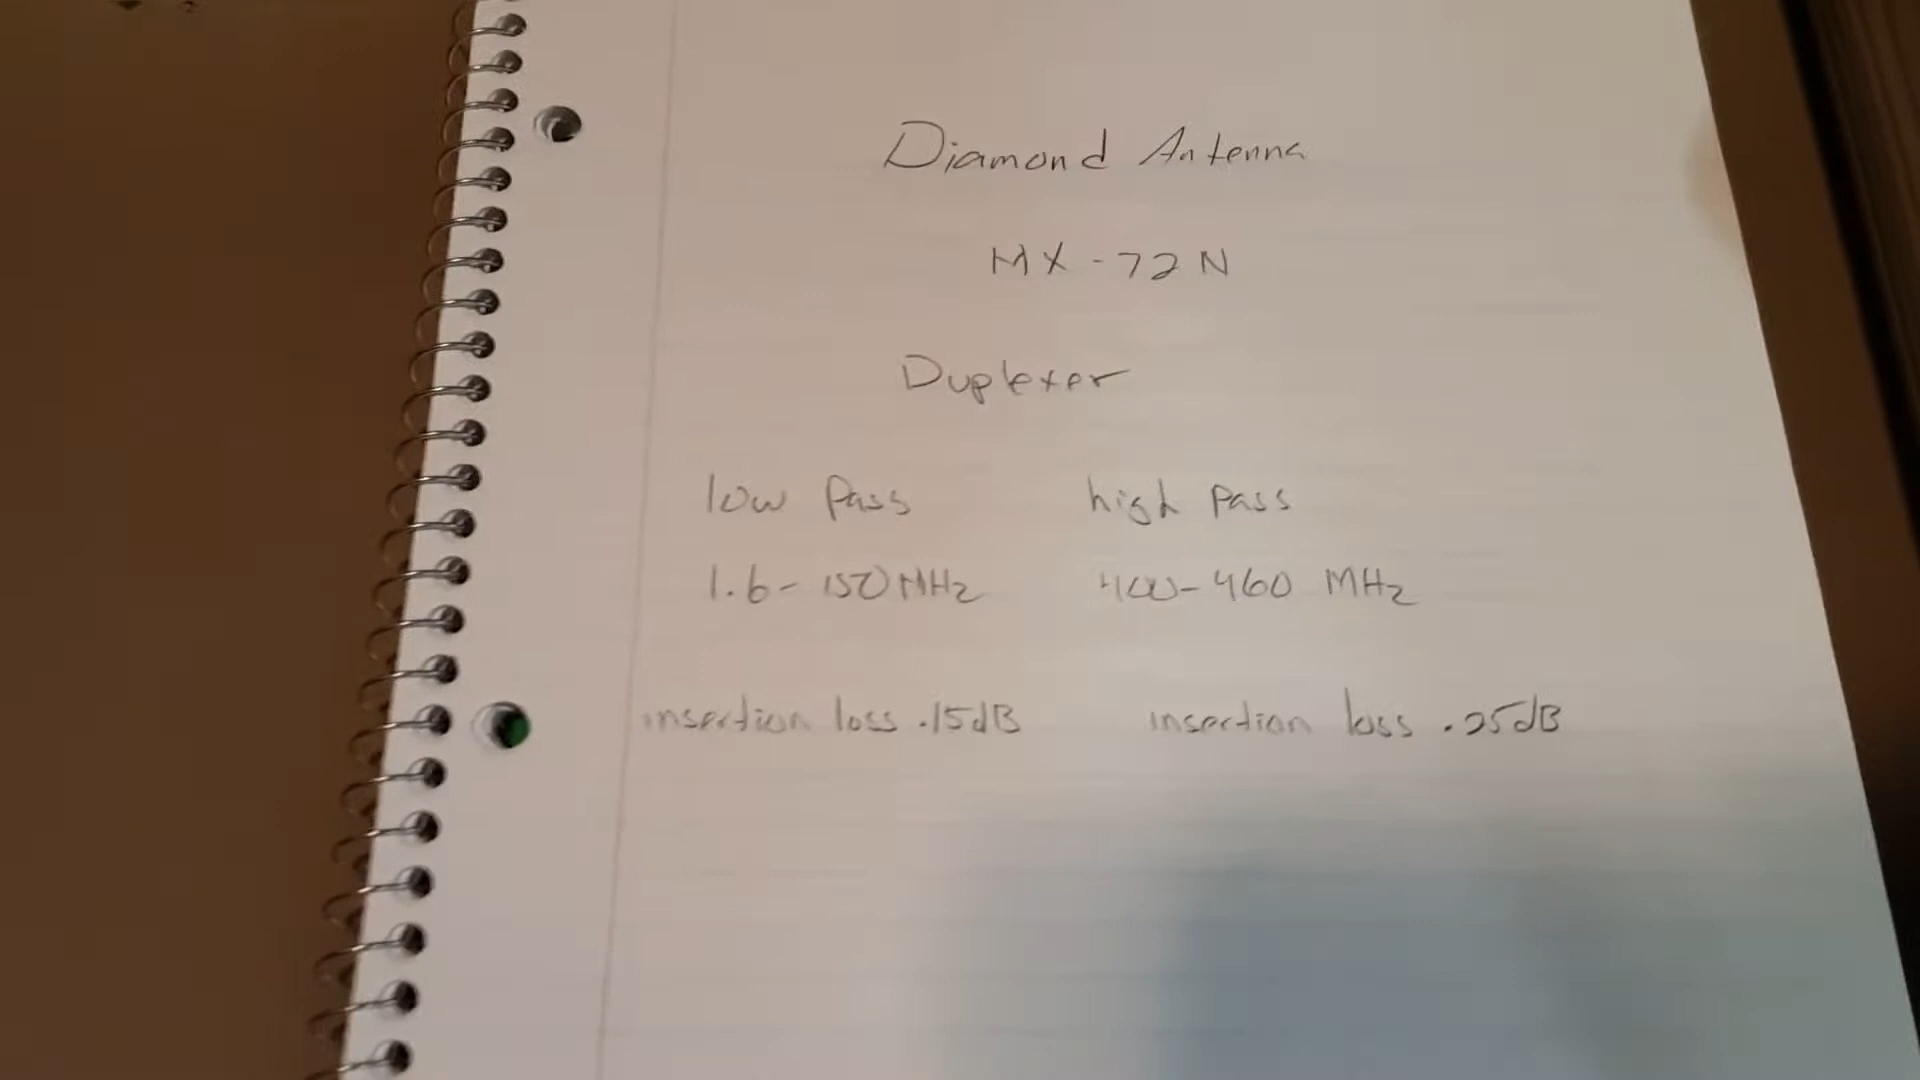 Diamond Antenna
MX-72N
Duplexer
low Pass high Pass
1.6-150MHz 400-460 MHz
insertion loss .15dB insertion loss .25dB